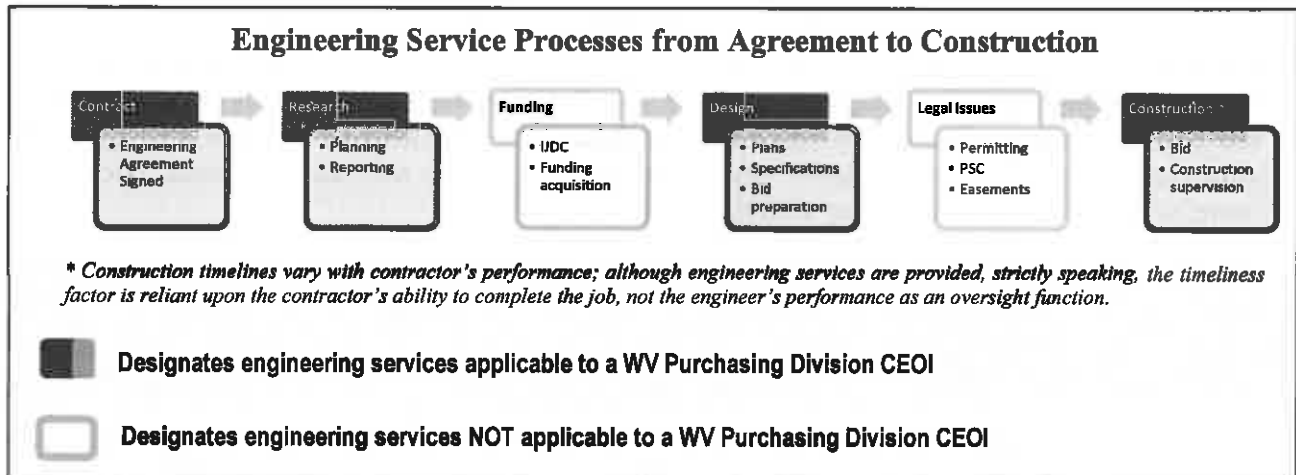 Engineering Service Processes from Agreement to Construction
Contract
• Engineering
Agreement
Signed
Research
• Planning
• Reporting
Funding
• IJDC
• Funding
acquisition
Design
• Plans
• Specifications
• Bid
preparation
Legal Issues
• Permitting
• PSC
• Easements
Construction *
• Bid
• Construction
supervision
* Construction timelines vary with contractor's performance; although engineering services are provided, strictly speaking, the timeliness
factor is reliant upon the contractor's ability to complete the job, not the engineer's performance as an oversight function.
Designates engineering services applicable to a WV Purchasing Division CEOI
Designates engineering services NOT applicable to a WV Purchasing Division CEOI